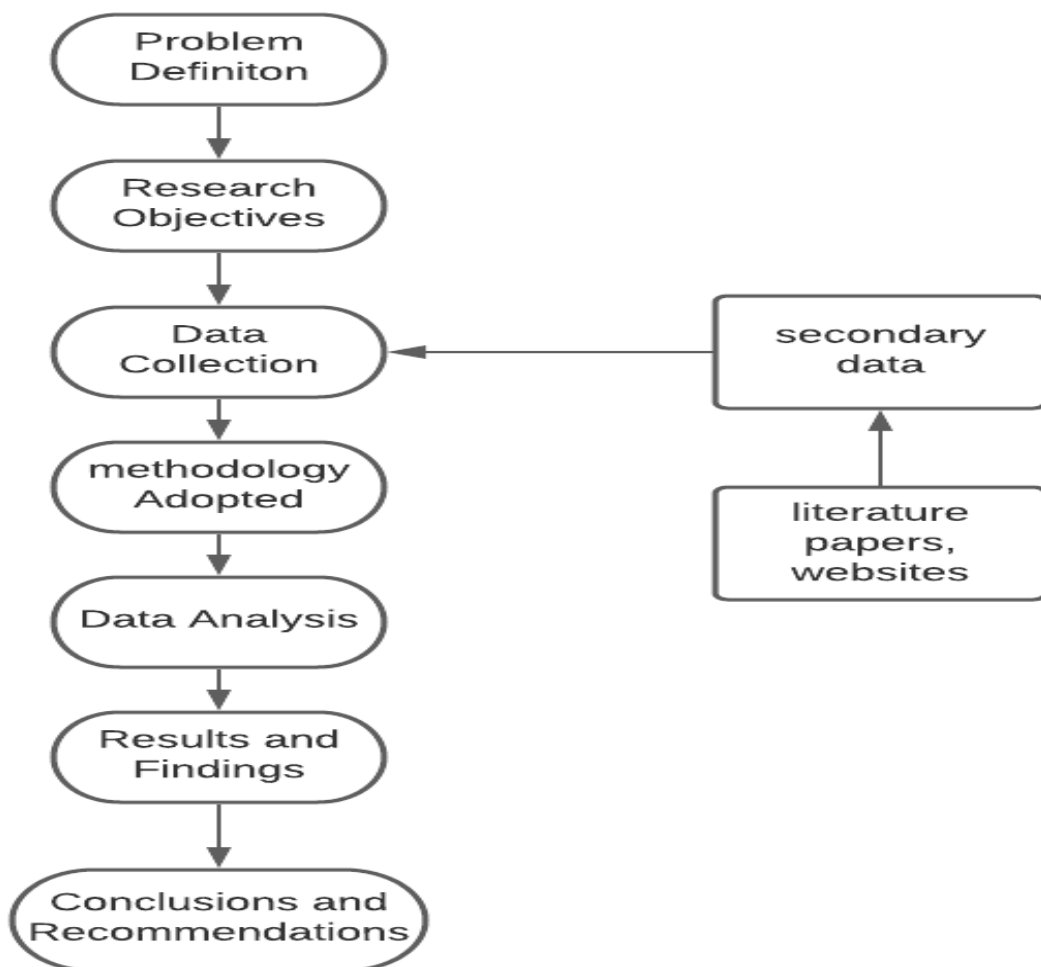 Problem
Definiton
Research
Objectives
Data
Collection
secondary
data
methodology
Adopted
literature
papers,
websites
Data Analysis
Results and
Findings
Conclusions and
Recommendations